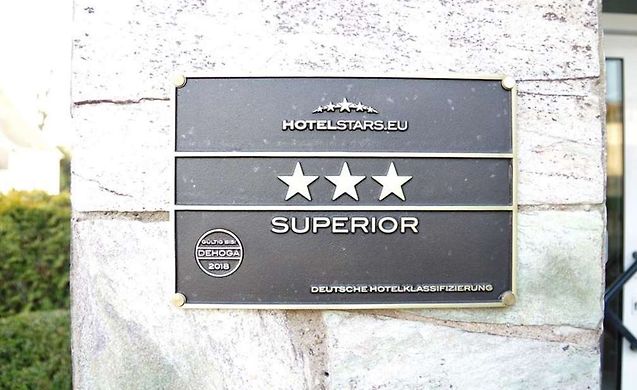 HOTELSTARS.EU
SUPERIOR
GÜLTIG BIS:
DEHOGA
2018
DEUTSCHE HOTELKLASSIFIZIERUNG